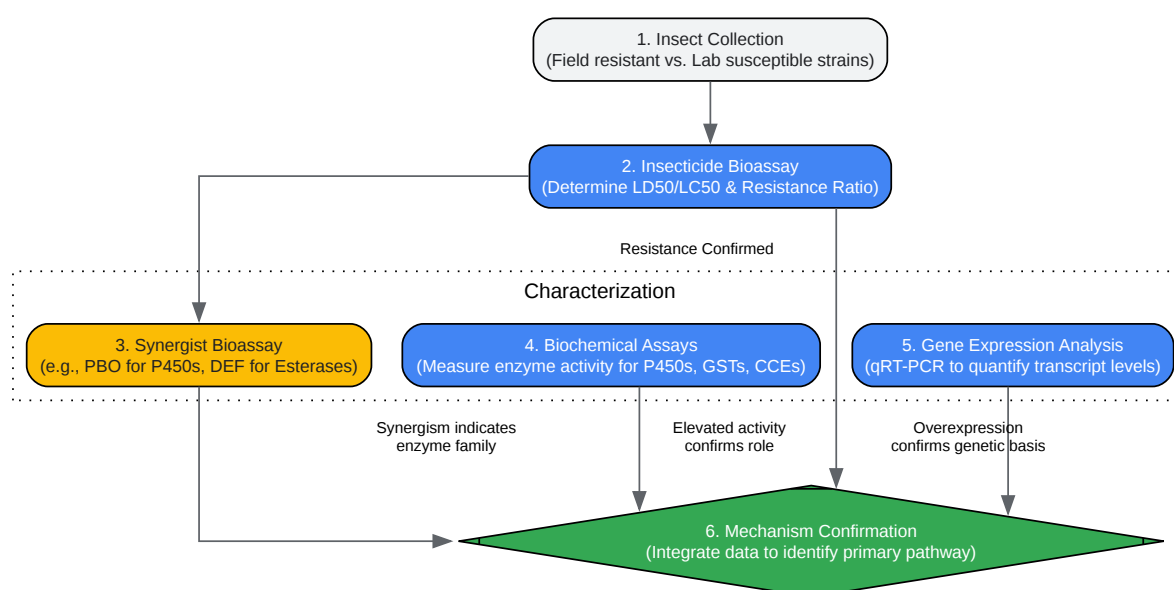 1. Insect Collection
(Field resistant vs. Lab susceptible strains)
2. Insecticide Bioassay
(Determine LD50/LC50 & Resistance Ratio)
Resistance Confirmed
Characterization
3. Synergist Bioassay
(e.g., PBO for P450s, DEF for Esterases)
4. Biochemical Assays
(Measure enzyme activity for P450s, GSTs, CCEs)
5. Gene Expression Analysis
(qRT-PCR to quantify transcript levels)
Synergism indicates
enzyme family
Elevated activity
confirms role
Overexpression
confirms genetic basis
6. Mechanism Confirmation
(Integrate data to identify primary pathway)